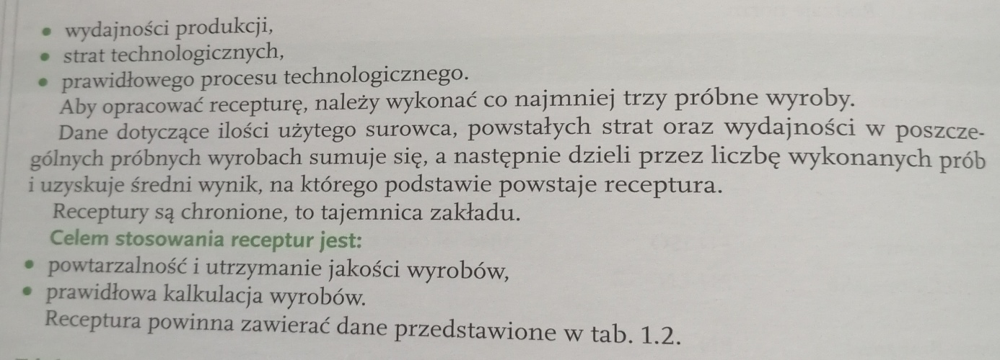 • wydajności produkcji,
• strat technologicznych,
• prawidłowego procesu technologicznego.
Aby opracować recepturę, należy wykonać co najmniej trzy próbne wyroby.
Dane dotyczące ilości użytego surowca, powstałych strat oraz wydajności w poszcze-
gólnych próbnych wyrobach sumuje się, a następnie dzieli przez liczbę wykonanych prób
i uzyskuje średni wynik, na którego podstawie powstaje receptura.
Receptury są chronione, to tajemnica zakładu.
Celem stosowania receptur jest:
• powtarzalność i utrzymanie jakości wyrobów,
• prawidłowa kalkulacja wyrobów.
Receptura powinna zawierać dane przedstawione w tab. 1.2.